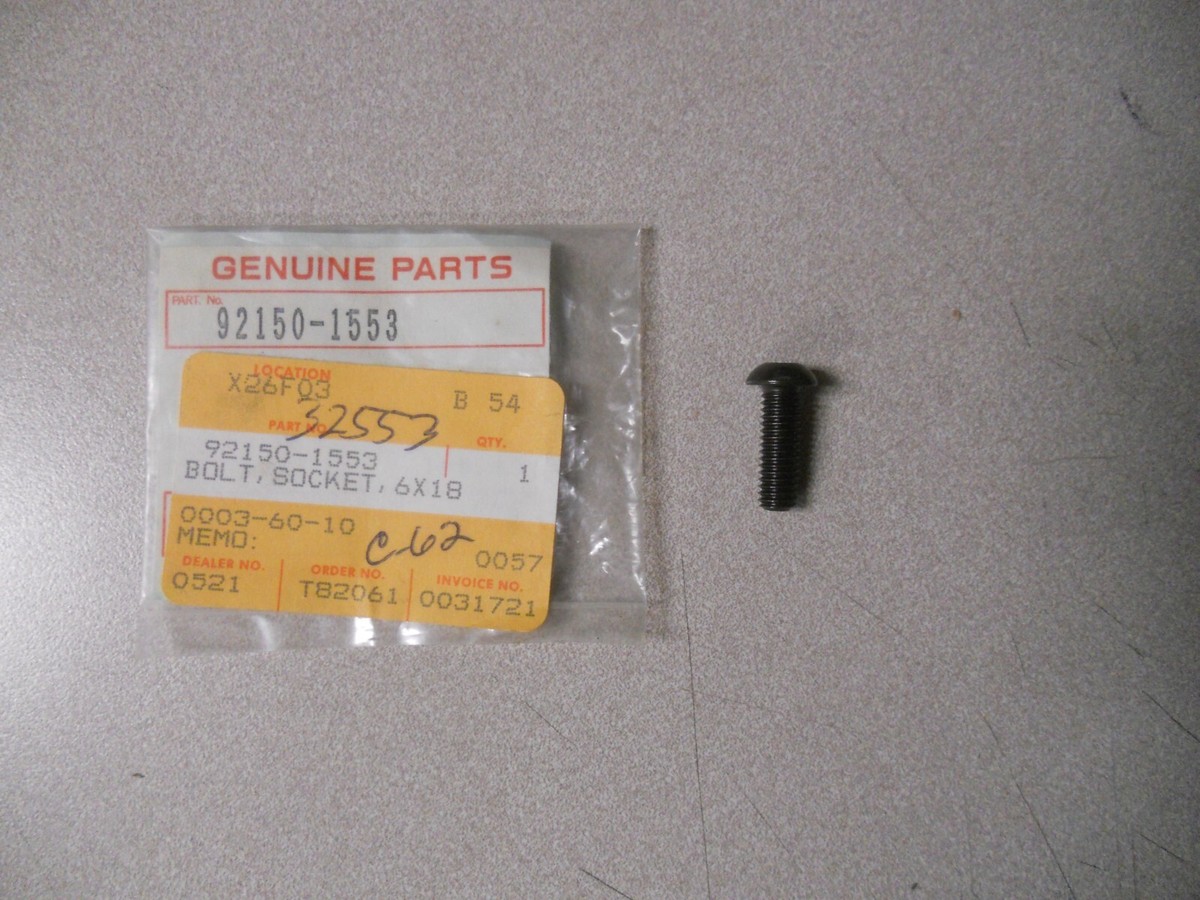 GENUINE PARTS
PART. No.
92150-1553
LOCATION
X26F03 B 54
PART NO. 32553 QTY.
92150-1553 1
BOLT, SOCKET, 6X18
0003-60-10
MEMO: C-62 0057
DEALER NO. ORDER NO. INVOICE NO.
0521 T82061 0031721